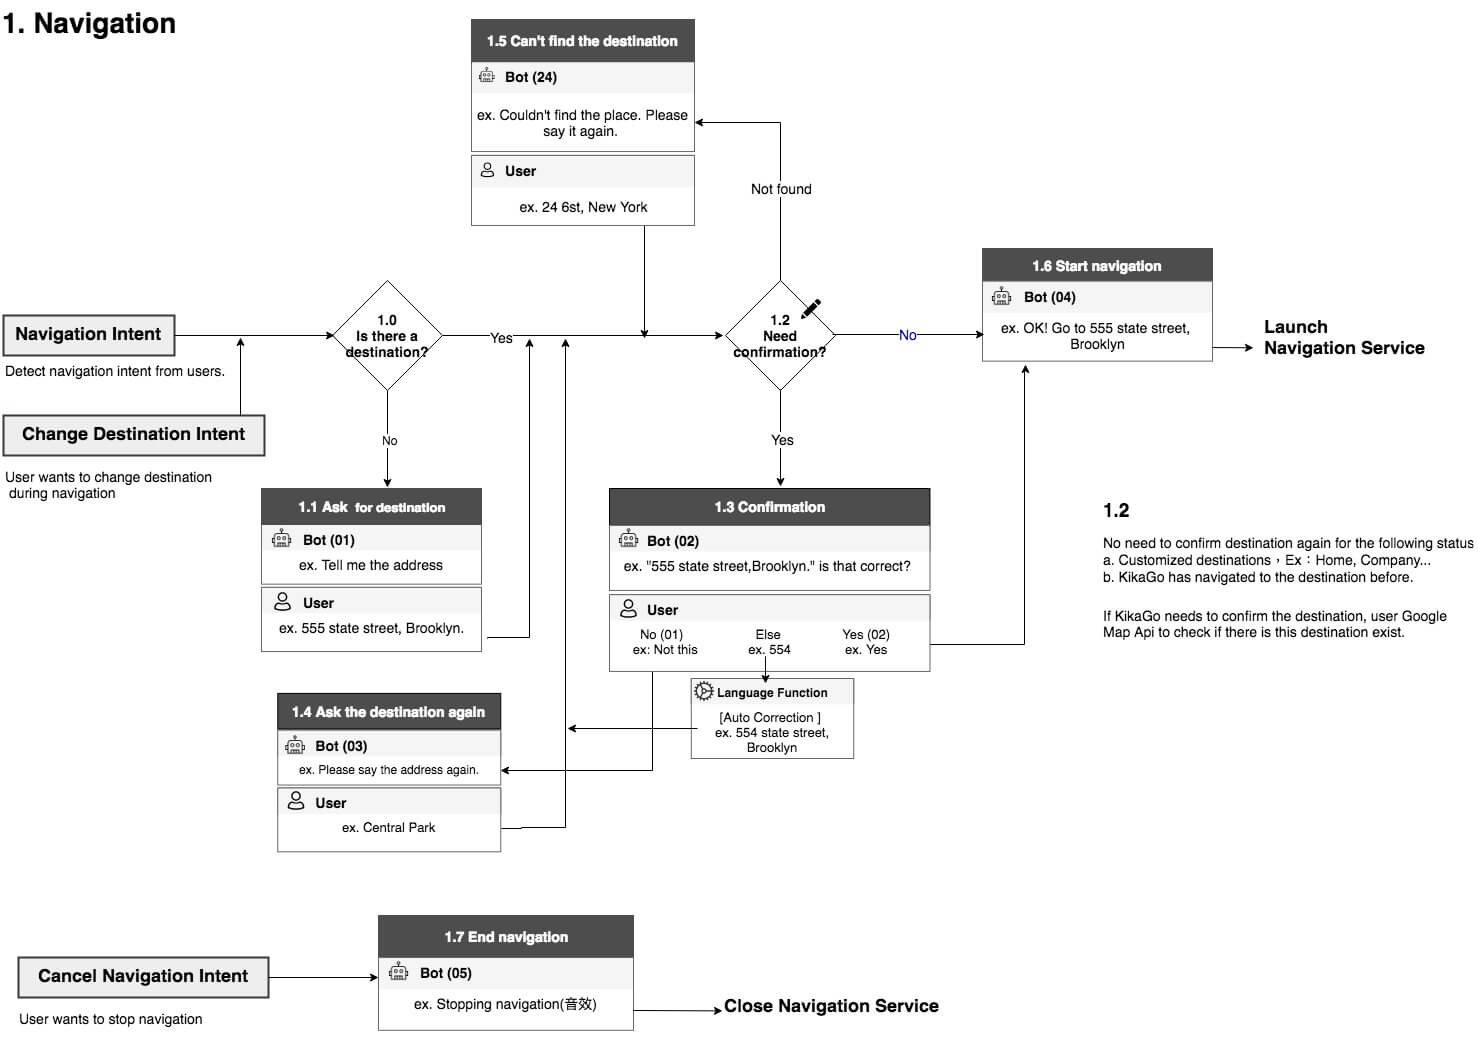 1. Navigation
1.5 Can't find the destination
Bot (24)
ex. Couldn't find the place. Please
say it again.
User
ex. 24 6st, New York
Not found
1.6 Start navigation
Bot (04)
ex. OK! Go to 555 state street,
Brooklyn
Launch
Navigation Service
Navigation Intent
Detect navigation intent from users.
1.0
Is there a
destination?
Yes
1.2
Need
confirmation?
No
Change Destination Intent
User wants to change destination
during navigation
No
Yes
1.1 Ask for destination
Bot (01)
ex. Tell me the address
User
ex. 555 state street, Brooklyn.
1.3 Confirmation
Bot (02)
ex. "555 state street,Brooklyn." is that correct?
User
No (01)
ex: Not this
Else
ex. 554
Yes (02)
ex. Yes
Language Function
[Auto Correction ]
ex. 554 state street,
Brooklyn
1.2
No need to confirm destination again for the following status
a. Customized destinations，Ex：Home, Company...
b. KikaGo has navigated to the destination before.
If KikaGo needs to confirm the destination, user Google
Map Api to check if there is this destination exist.
1.4 Ask the destination again
Bot (03)
ex. Please say the address again.
User
ex. Central Park
Cancel Navigation Intent
User wants to stop navigation
1.7 End navigation
Bot (05)
ex. Stopping navigation(音效)
Close Navigation Service